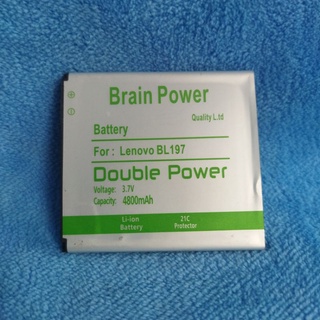 Brain Power
Quality L.td
Battery
For : Lenovo BL197
Double Power
Voltage: 3.7V
Capacity: 4800mAh
Li-ion 21C
Battery Protector